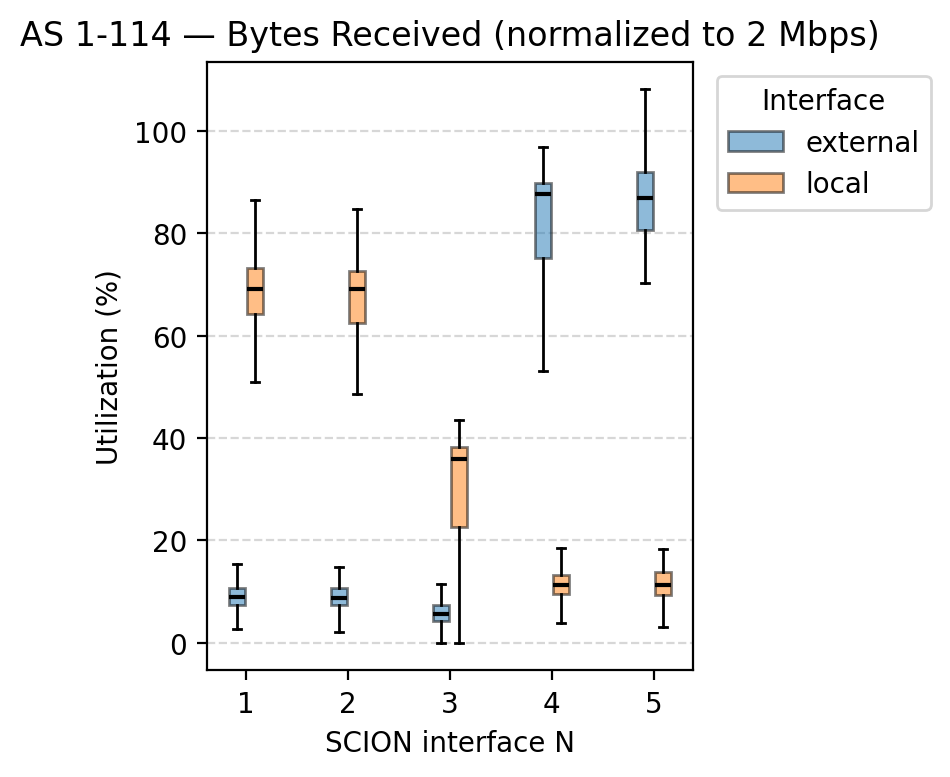 AS 1-114 — Bytes Received (normalized to 2 Mbps)
Interface
external
local
Utilization (%)
100
80
60
40
20
0
1 2 3 4 5
SCION interface N